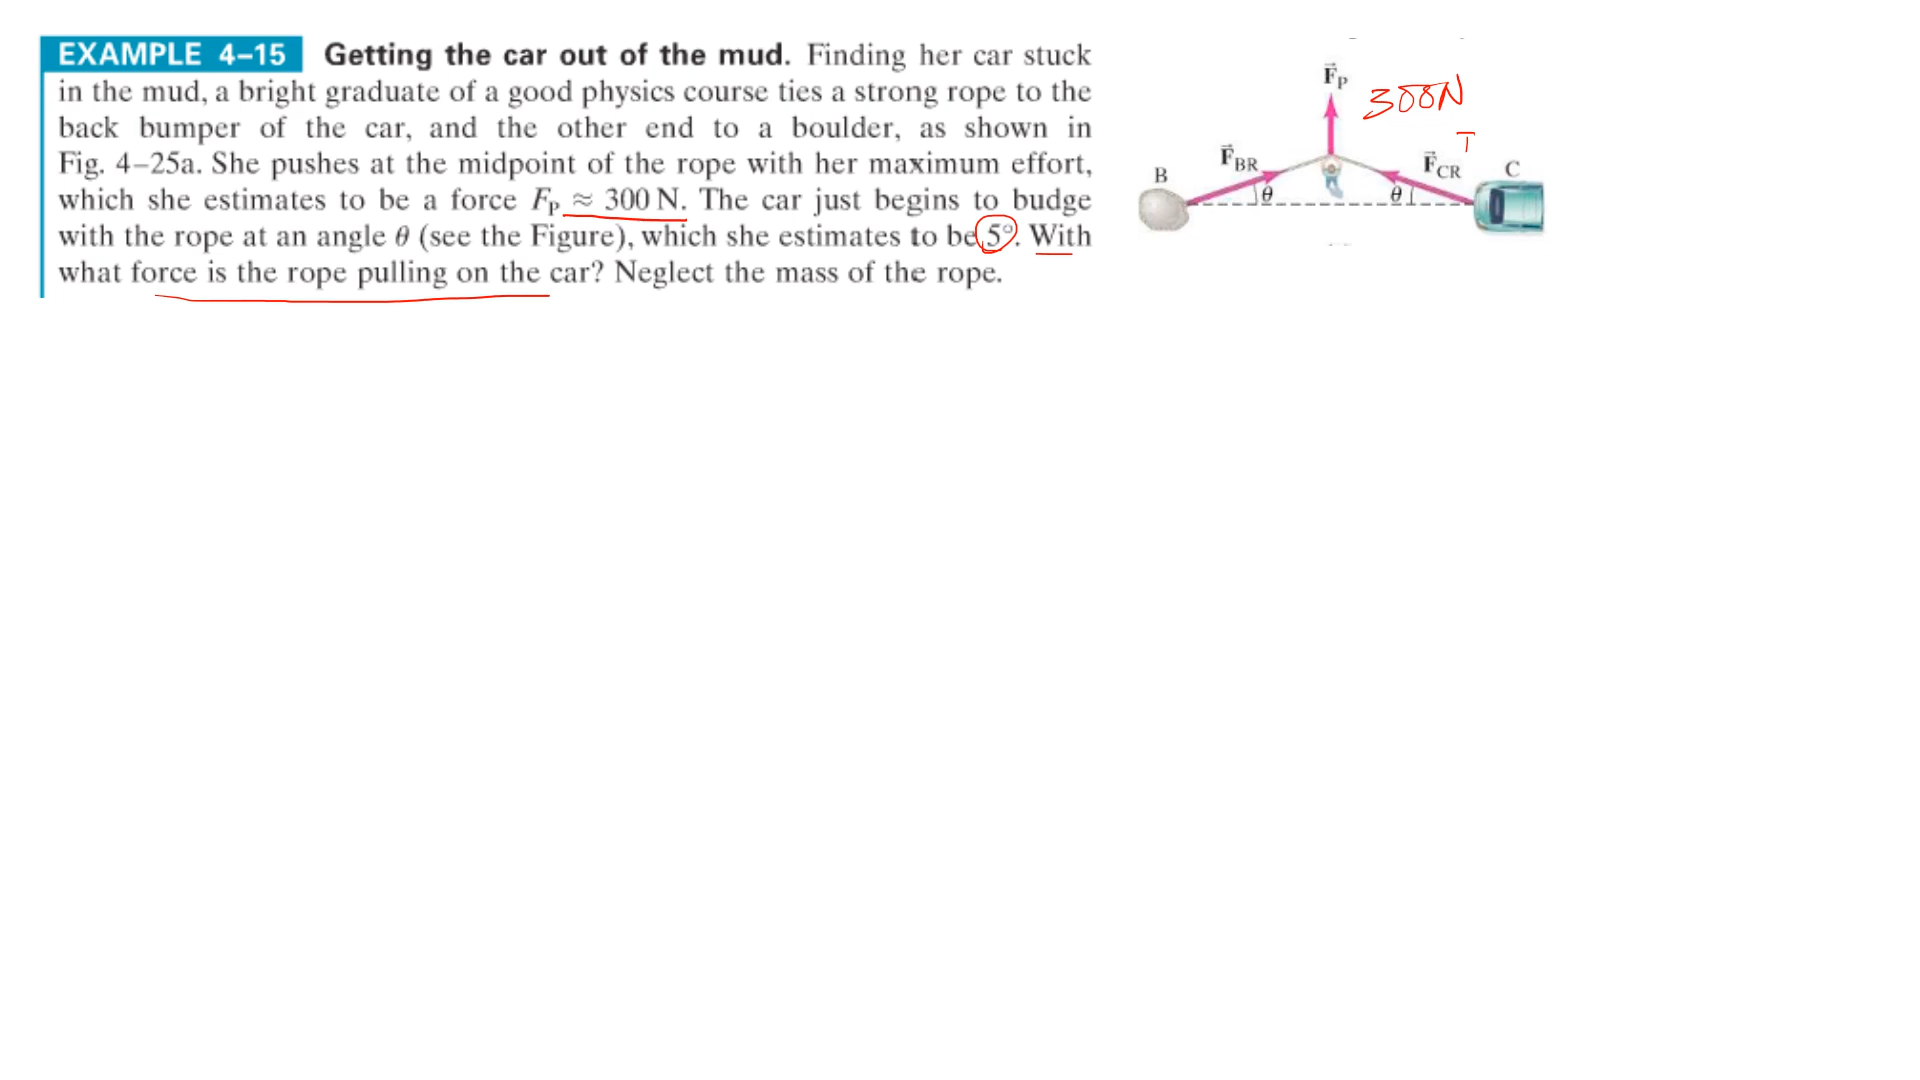 EXAMPLE 4–15 Getting the car out of the mud. Finding her car stuck
in the mud, a bright graduate of a good physics course ties a strong rope to the
back bumper of the car, and the other end to a boulder, as shown in
Fig. 4–25a. She pushes at the midpoint of the rope with her maximum effort,
which she estimates to be a force Fₚ ≈ 300 N. The car just begins to budge
with the rope at an angle θ (see the Figure), which she estimates to be 5°. With
what force is the rope pulling on the car? Neglect the mass of the rope.
F⃗P
300N
T
F⃗BR
F⃗CR
B
C
θ
θ